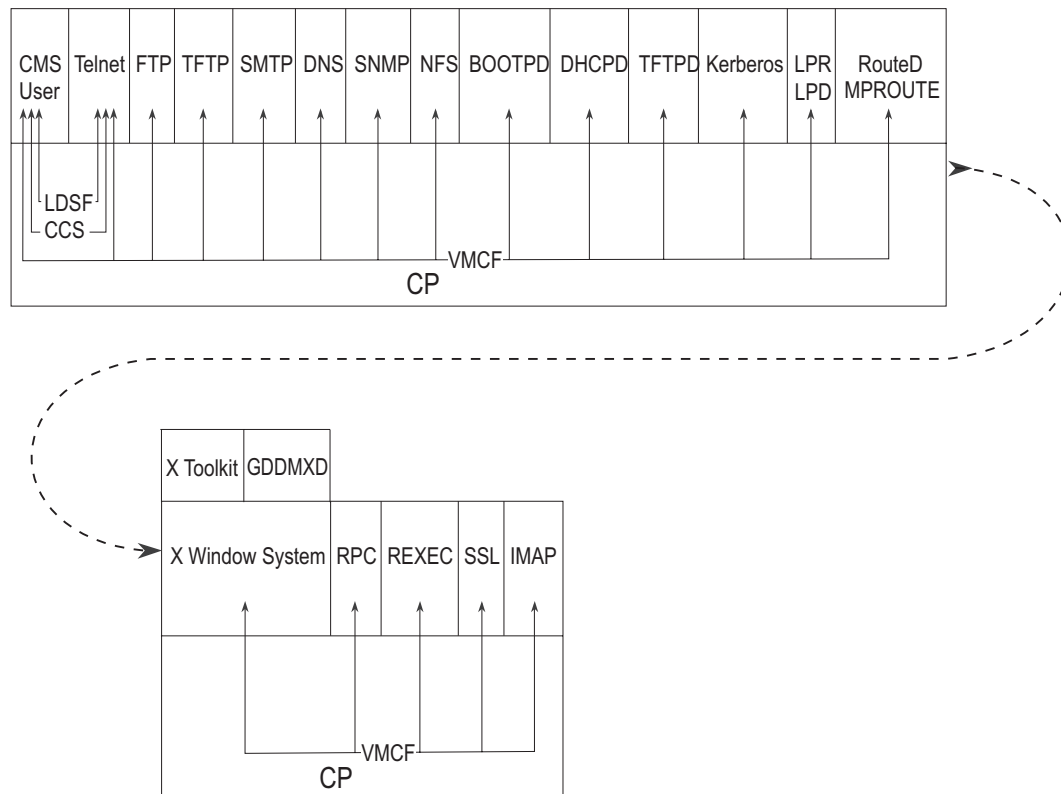 CMS User
Telnet
FTP
TFTP
SMTP
DNS
SNMP
NFS
BOOTPD
DHCPD
TFTPD
Kerberos
LPR LPD
RouteD MPROUTE
LDSF
CCS
VMCF
CP
X Toolkit
GDDMXD
X Window System
RPC
REXEC
SSL
IMAP
VMCF
CP